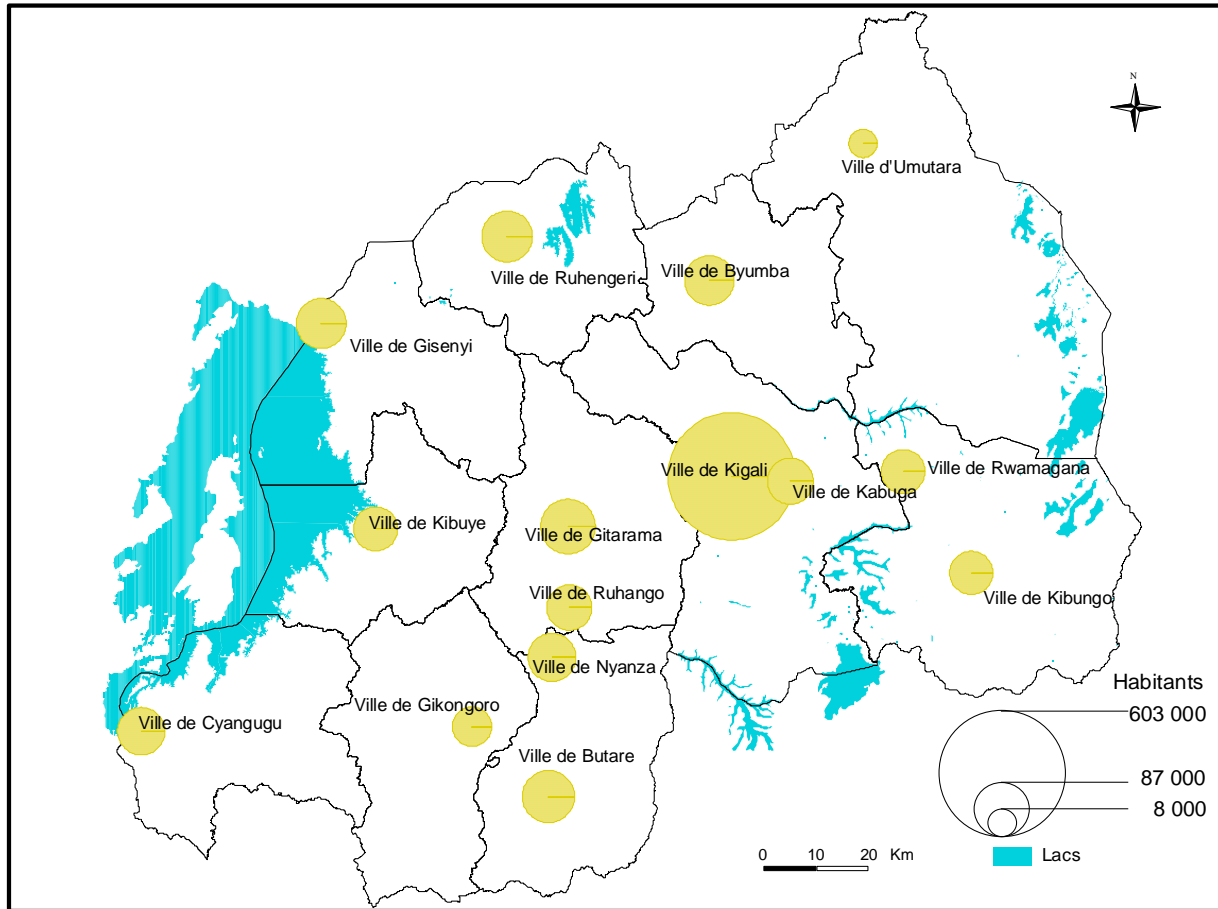 N
Ville d'Umutara
Ville de Ruhengeri
Ville de Byumba
Ville de Gisenyi
Ville de Kigali
Ville de Rwamagana
Ville de Kabuga
Ville de Kibuye
Ville de Gitarama
Ville de Ruhango
Ville de Kibungo
Ville de Nyanza
Ville de Gikongoro
Ville de Cyangugu
Ville de Butare
Habitants
603 000
87 000
8 000
0 10 20 Km
Lacs